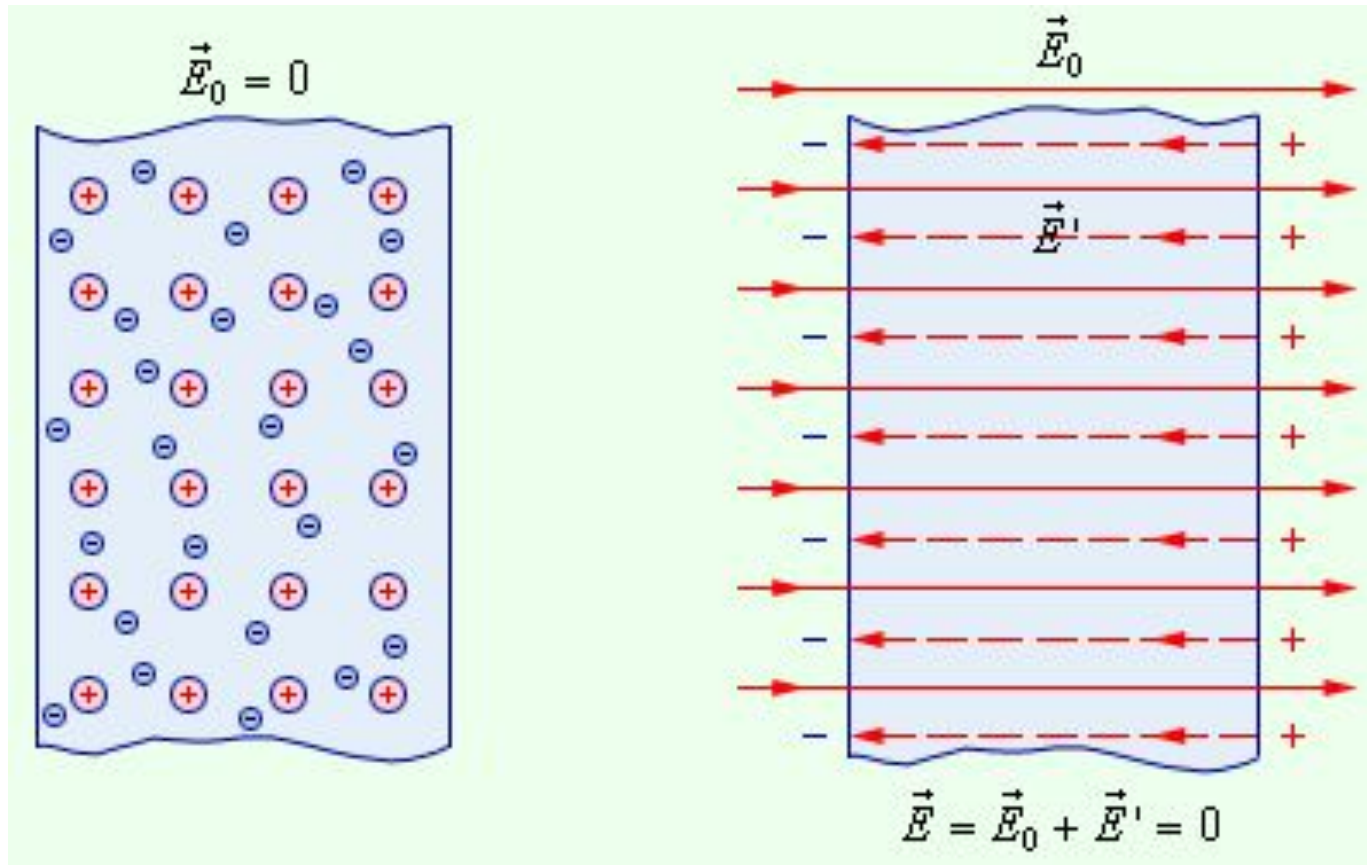 E⃗₀ = 0
E⃗₀
E⃗'
E⃗ = E⃗₀ + E⃗' = 0